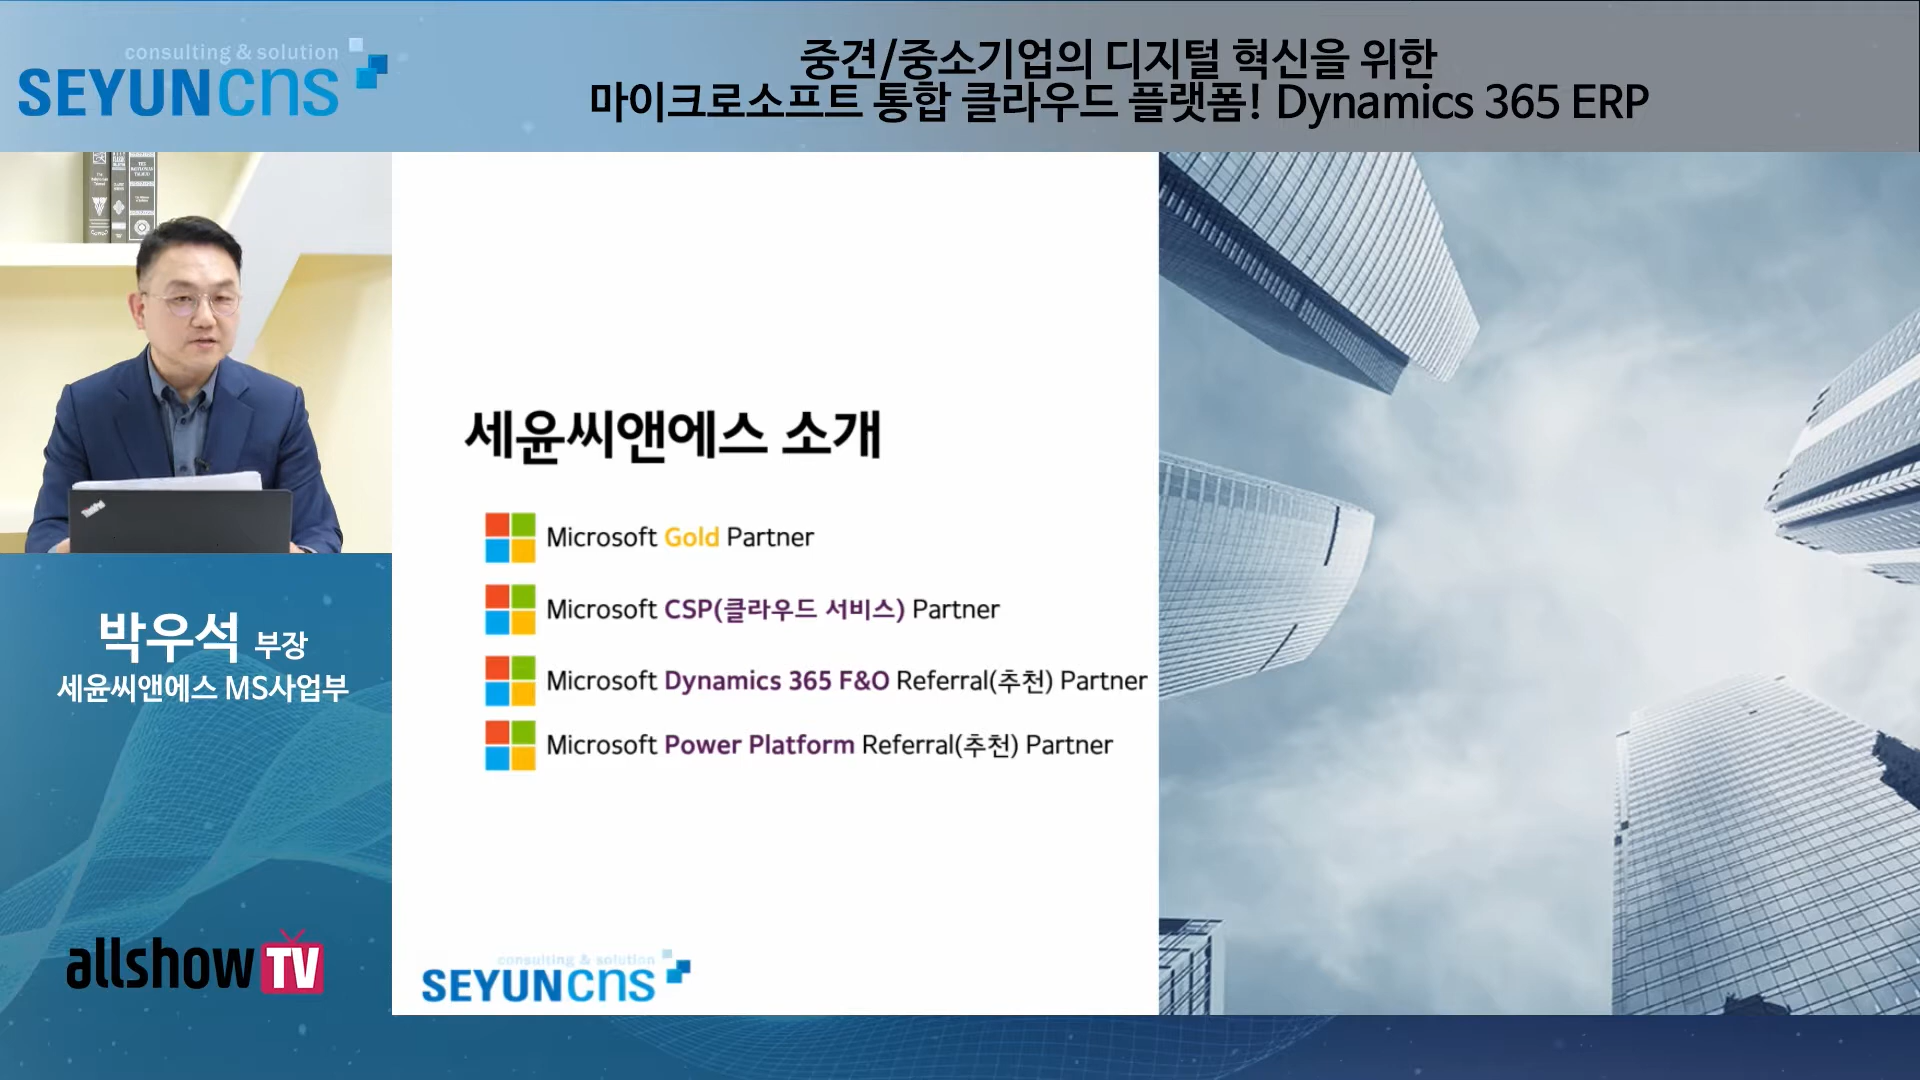 consulting & solution
SEYUNCNS
중견/중소기업의 디지털 혁신을 위한
마이크로소프트 통합 클라우드 플랫폼! Dynamics 365 ERP
ThinkPad
박우석 부장
세윤씨앤에스 MS사업부
allshow TV
세윤씨앤에스 소개
Microsoft Gold Partner
Microsoft CSP(클라우드 서비스) Partner
Microsoft Dynamics 365 F&O Referral(추천) Partner
Microsoft Power Platform Referral(추천) Partner
consulting & solution
SEYUNCNS